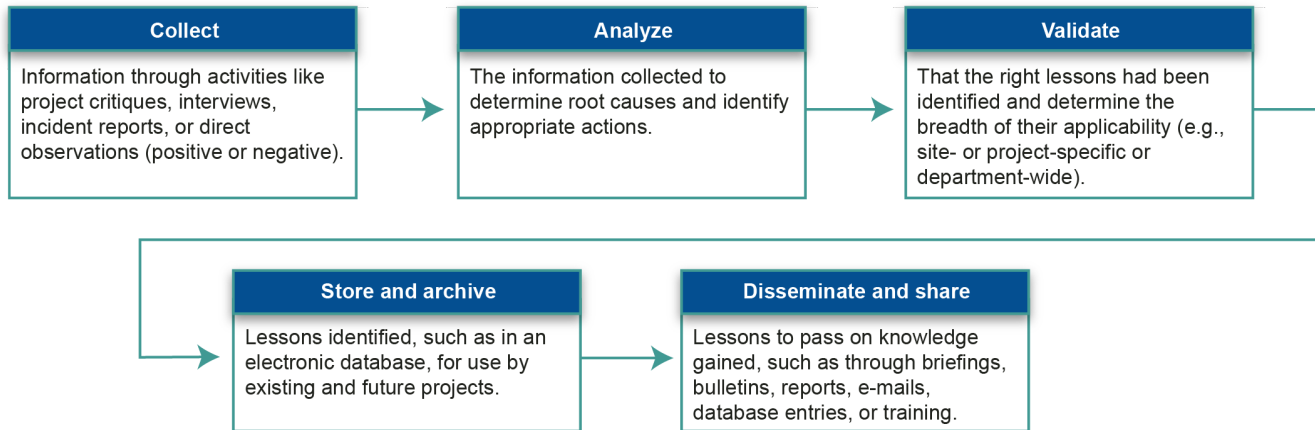 Collect
Information through activities like
project critiques, interviews,
incident reports, or direct
observations (positive or negative).
Analyze
The information collected to
determine root causes and identify
appropriate actions.
Validate
That the right lessons had been
identified and determine the
breadth of their applicability (e.g.,
site- or project-specific or
department-wide).
Store and archive
Lessons identified, such as in an
electronic database, for use by
existing and future projects.
Disseminate and share
Lessons to pass on knowledge
gained, such as through briefings,
bulletins, reports, e-mails,
database entries, or training.